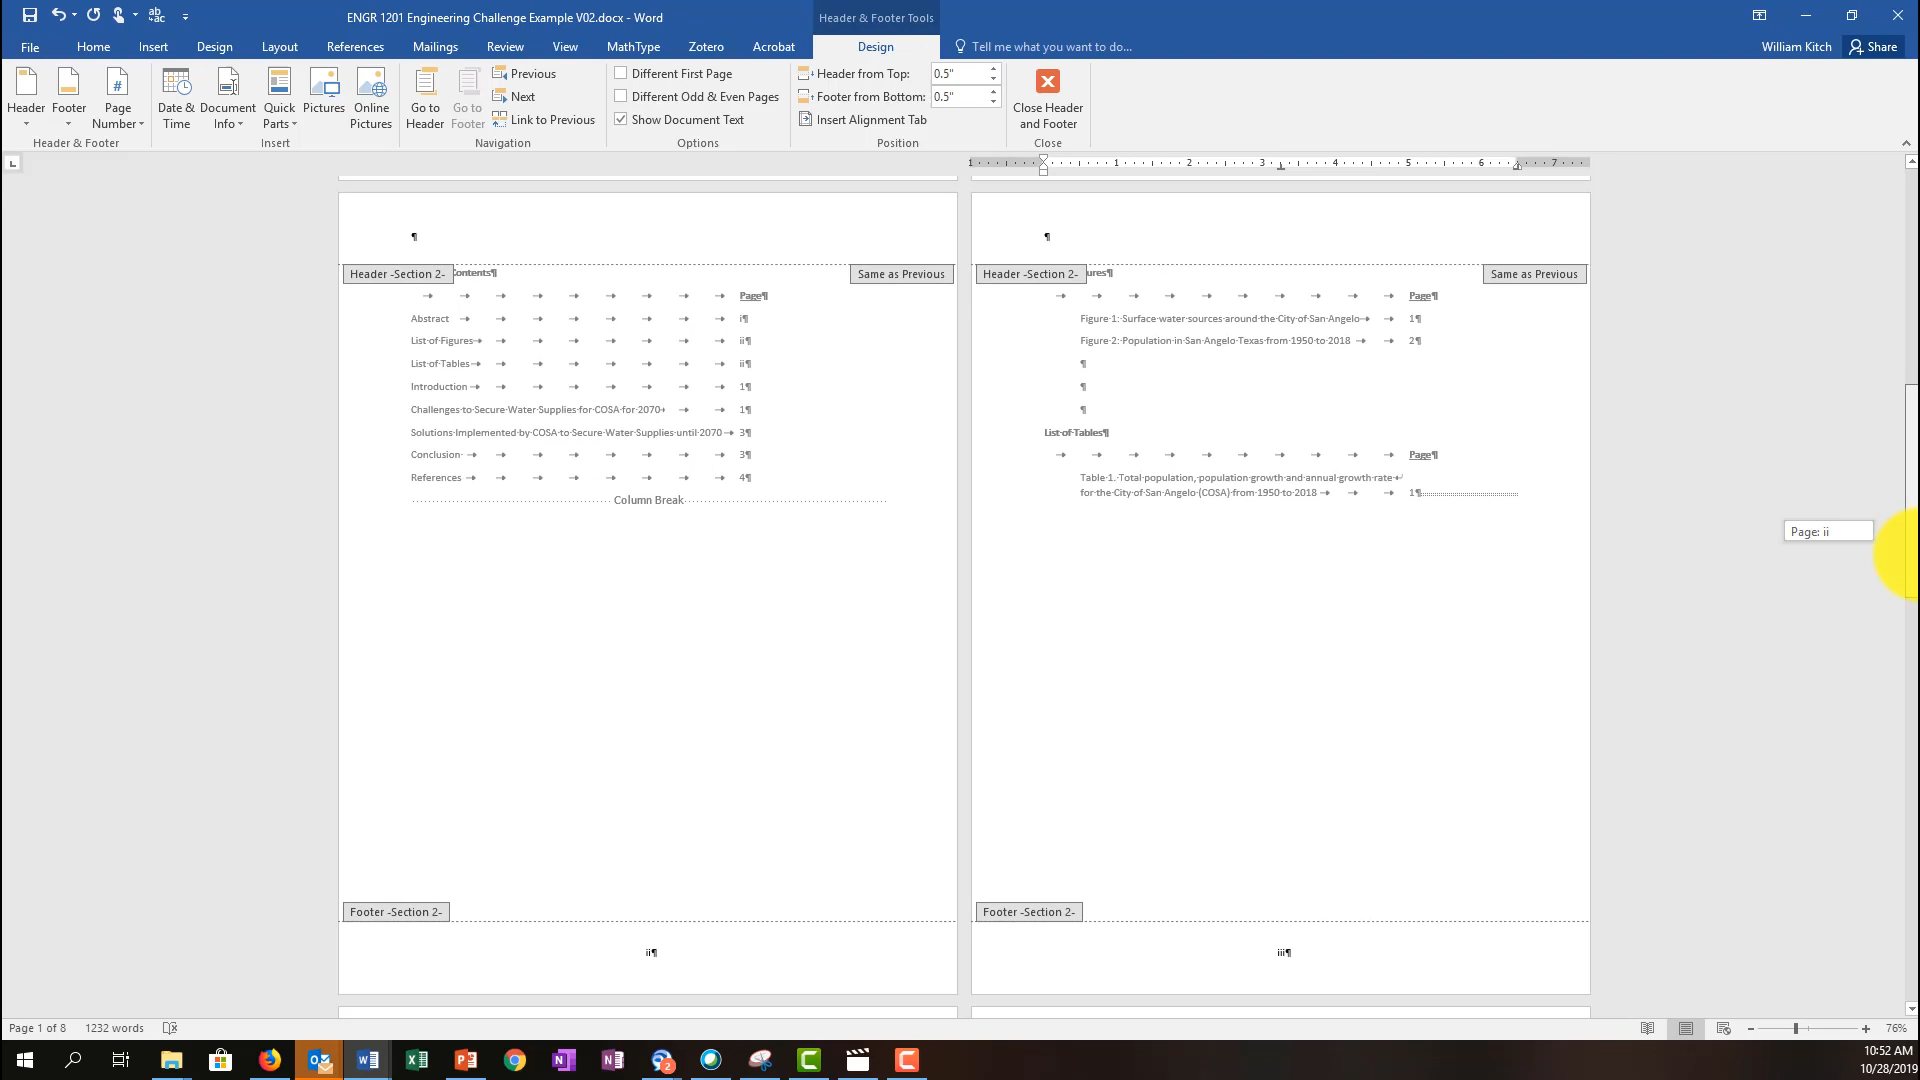 ENGR 1201 Engineering Challenge Example V02.docx - Word
Header & Footer Tools
File Home Insert Design Layout References Mailings Review View MathType Zotero Acrobat Design Tell me what you want to do... William Kitch Share
Header Footer Page Number
Date & Time Document Info Quick Parts Pictures Online Pictures
Go to Header Go to Footer
Previous
Next
Link to Previous
Different First Page
Different Odd & Even Pages
Show Document Text
Header from Top: 0.5"
Footer from Bottom: 0.5"
Insert Alignment Tab
Close Header and Footer
Header & Footer Insert Navigation Options Position Close
1 1 2 3 4 5 6 7
¶
Header -Section 2- Contents¶ Same as Previous
Page¶
Abstract i¶
List·of·Figures ii¶
List·of·Tables ii¶
Introduction 1¶
Challenges·to·Secure·Water·Supplies·for·COSA·for·2070 1¶
Solutions·Implemented·by·COSA·to·Secure·Water·Supplies·until·2070 3¶
Conclusion· 3¶
References 4¶
Column Break
Footer -Section 2-
ii¶
¶
Header -Section 2- ures¶ Same as Previous
Page¶
Figure·1:·Surface·water·sources·around·the·City·of·San·Angelo 1¶
Figure·2:·Population·in·San·Angelo·Texas·from·1950·to·2018 2¶
¶
¶
¶
List·of·Tables¶
Page¶
Table·1.·Total·population,·population·growth·and·annual·growth·rate·
for·the·City·of·San·Angelo·(COSA)·from·1950·to·2018 1¶
Footer -Section 2-
iii¶
Page: ii
Page 1 of 8 1232 words 76%
2
10:52 AM
10/28/2019